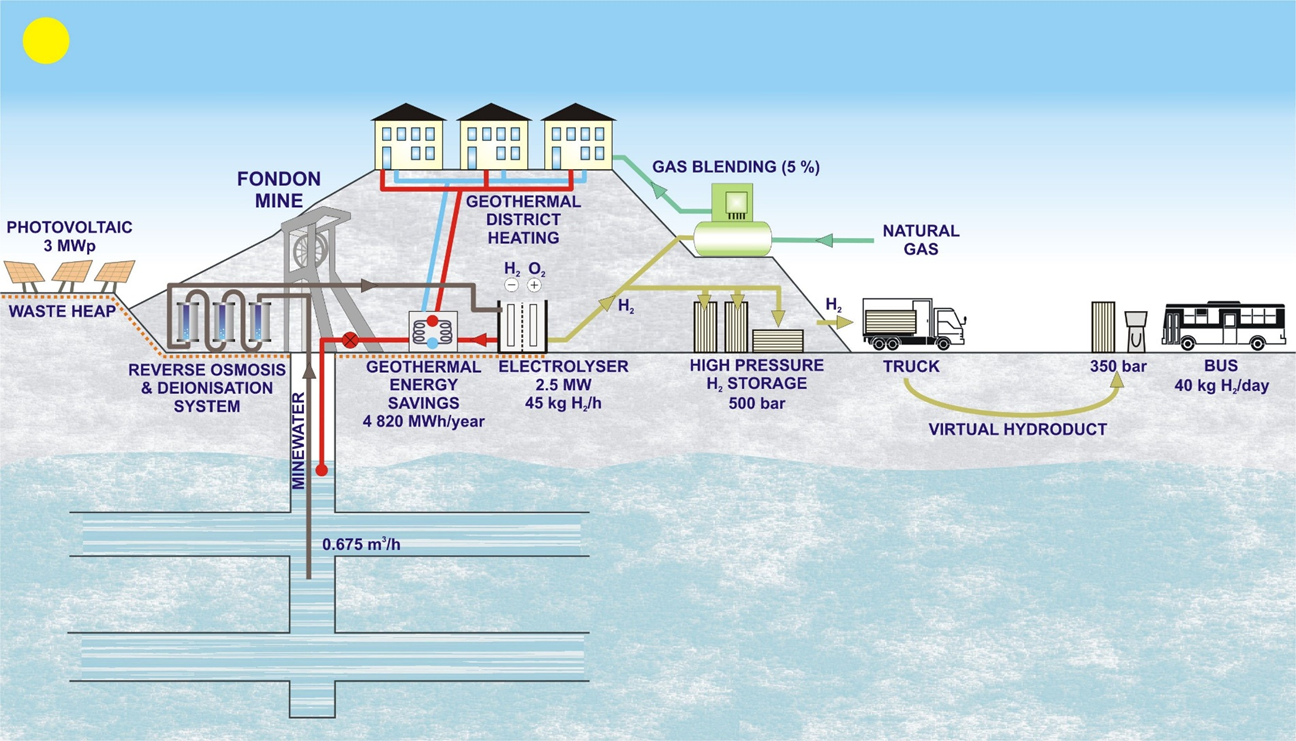 GAS BLENDING (5 %)
FONDON
MINE
GEOTHERMAL
DISTRICT
HEATING
PHOTOVOLTAIC
3 MWp
NATURAL
GAS
H₂ O₂
− +
WASTE HEAP
H₂
H₂
REVERSE OSMOSIS
& DEIONISATION
SYSTEM
GEOTHERMAL
ENERGY
SAVINGS
4 820 MWh/year
ELECTROLYSER
2.5 MW
45 kg H₂/h
HIGH PRESSURE
H₂ STORAGE
500 bar
TRUCK
350 bar
BUS
40 kg H₂/day
VIRTUAL HYDRODUCT
MINEWATER
0.675 m³/h